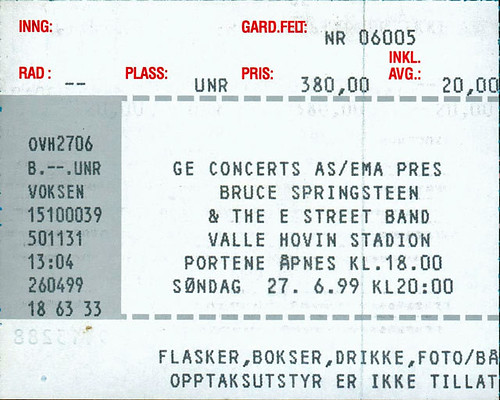 INNG: GARD.FELT: NR 06005
RAD: -- PLASS: UNR PRIS: 380,00 INKL. AVG.: 20,00
OVH2706
B.--.UNR
VOKSEN
15100039
501131
13:04
260499
18 63 33
GE CONCERTS AS/EMA PRES
BRUCE SPRINGSTEEN
& THE E STREET BAND
VALLE HOVIN STADION
PORTENE ÅPNES KL.18.00
SØNDAG 27. 6.99 KL20:00
FLASKER,BOKSER,DRIKKE,FOTO/BÅ
OPPTAKSUTSTYR ER IKKE TILLAT